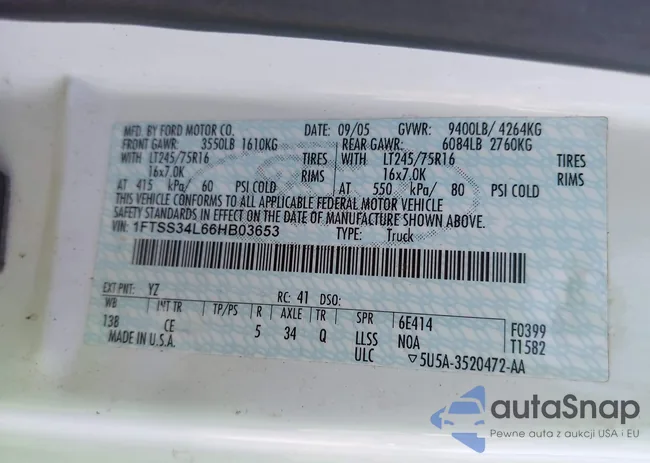 MFD. BY FORD MOTOR CO. DATE: 09/05 GVWR: 9400LB/ 4264KG
FRONT GAWR: 3550LB 1610KG REAR GAWR: 6084LB 2760KG
WITH LT245/75R16 TIRES WITH LT245/75R16 TIRES
16x7.0K RIMS 16x7.0K RIMS
AT 415 kPa/ 60 PSI COLD AT 550 kPa/ 80 PSI COLD
THIS VEHICLE CONFORMS TO ALL APPLICABLE FEDERAL MOTOR VEHICLE
SAFETY STANDARDS IN EFFECT ON THE DATE OF MANUFACTURE SHOWN ABOVE.
VIN: 1FTSS34L66HB03653 TYPE: Truck
EXT PNT: YZ RC: 41 DSO:
WB INT TR TP/PS R AXLE TR SPR 6E414 F0399
138 CE 5 34 Q LLSS N0A T1582
MADE IN U.S.A. ULC ▽5U5A-3520472-AA
autaSnap
Pewne auta z aukcji USA i EU